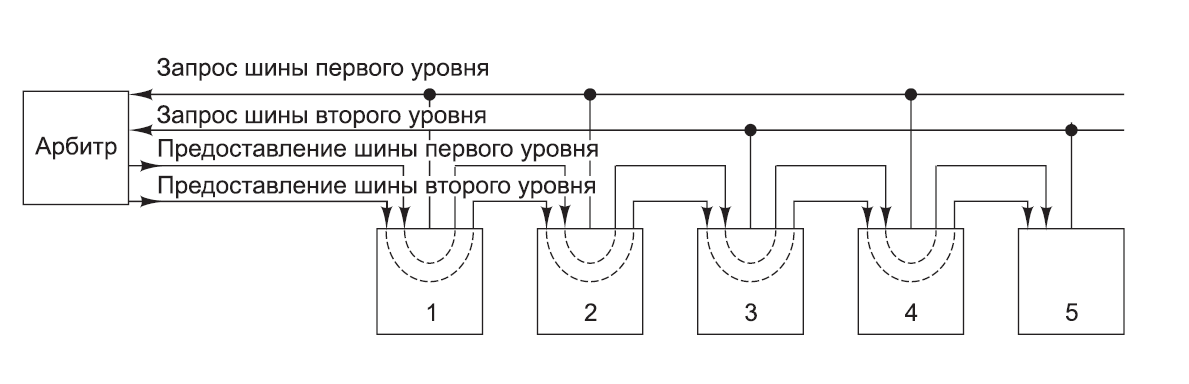 Запрос шины первого уровня
Запрос шины второго уровня
Арбитр
Предоставление шины первого уровня
Предоставление шины второго уровня
1
2
3
4
5